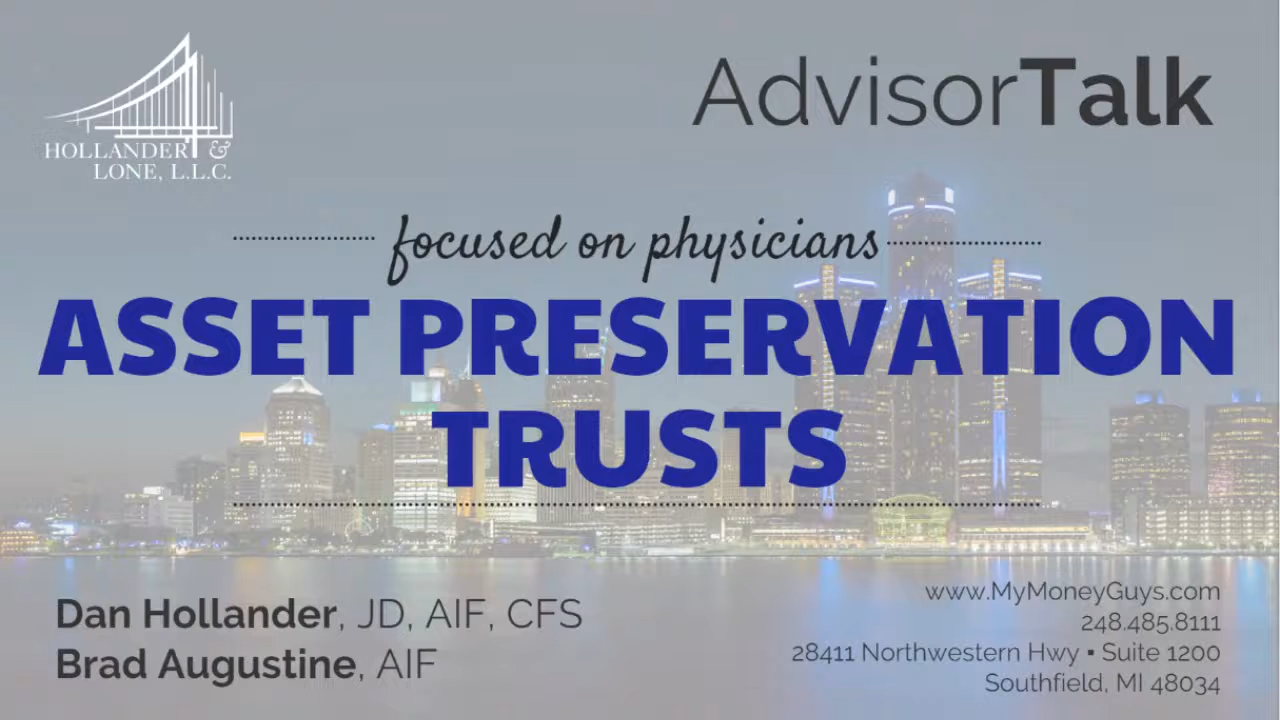 HOLLANDER &
LONE, L.L.C.
AdvisorTalk
focused on physicians
ASSET PRESERVATION
TRUSTS
Dan Hollander, JD, AIF, CFS
Brad Augustine, AIF
www.MyMoneyGuys.com
248.485.8111
28411 Northwestern Hwy ▪ Suite 1200
Southfield, MI 48034